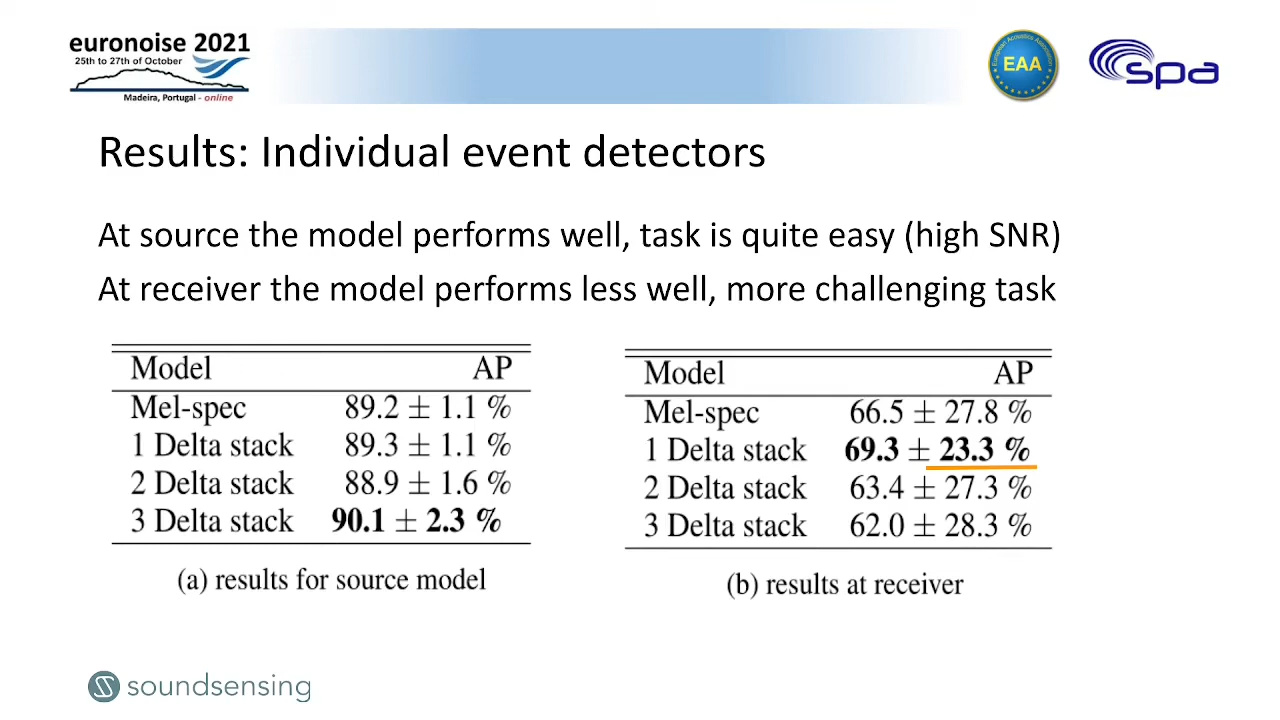 euronoise 2021
25th to 27th of October
Madeira, Portugal - online
European Acoustics Association
EAA
spa
Results: Individual event detectors
At source the model performs well, task is quite easy (high SNR)
At receiver the model performs less well, more challenging task
Model AP
Mel-spec 89.2 ± 1.1 %
1 Delta stack 89.3 ± 1.1 %
2 Delta stack 88.9 ± 1.6 %
3 Delta stack 90.1 ± 2.3 %
(a) results for source model
Model AP
Mel-spec 66.5 ± 27.8 %
1 Delta stack 69.3 ± 23.3 %
2 Delta stack 63.4 ± 27.3 %
3 Delta stack 62.0 ± 28.3 %
(b) results at receiver
soundsensing